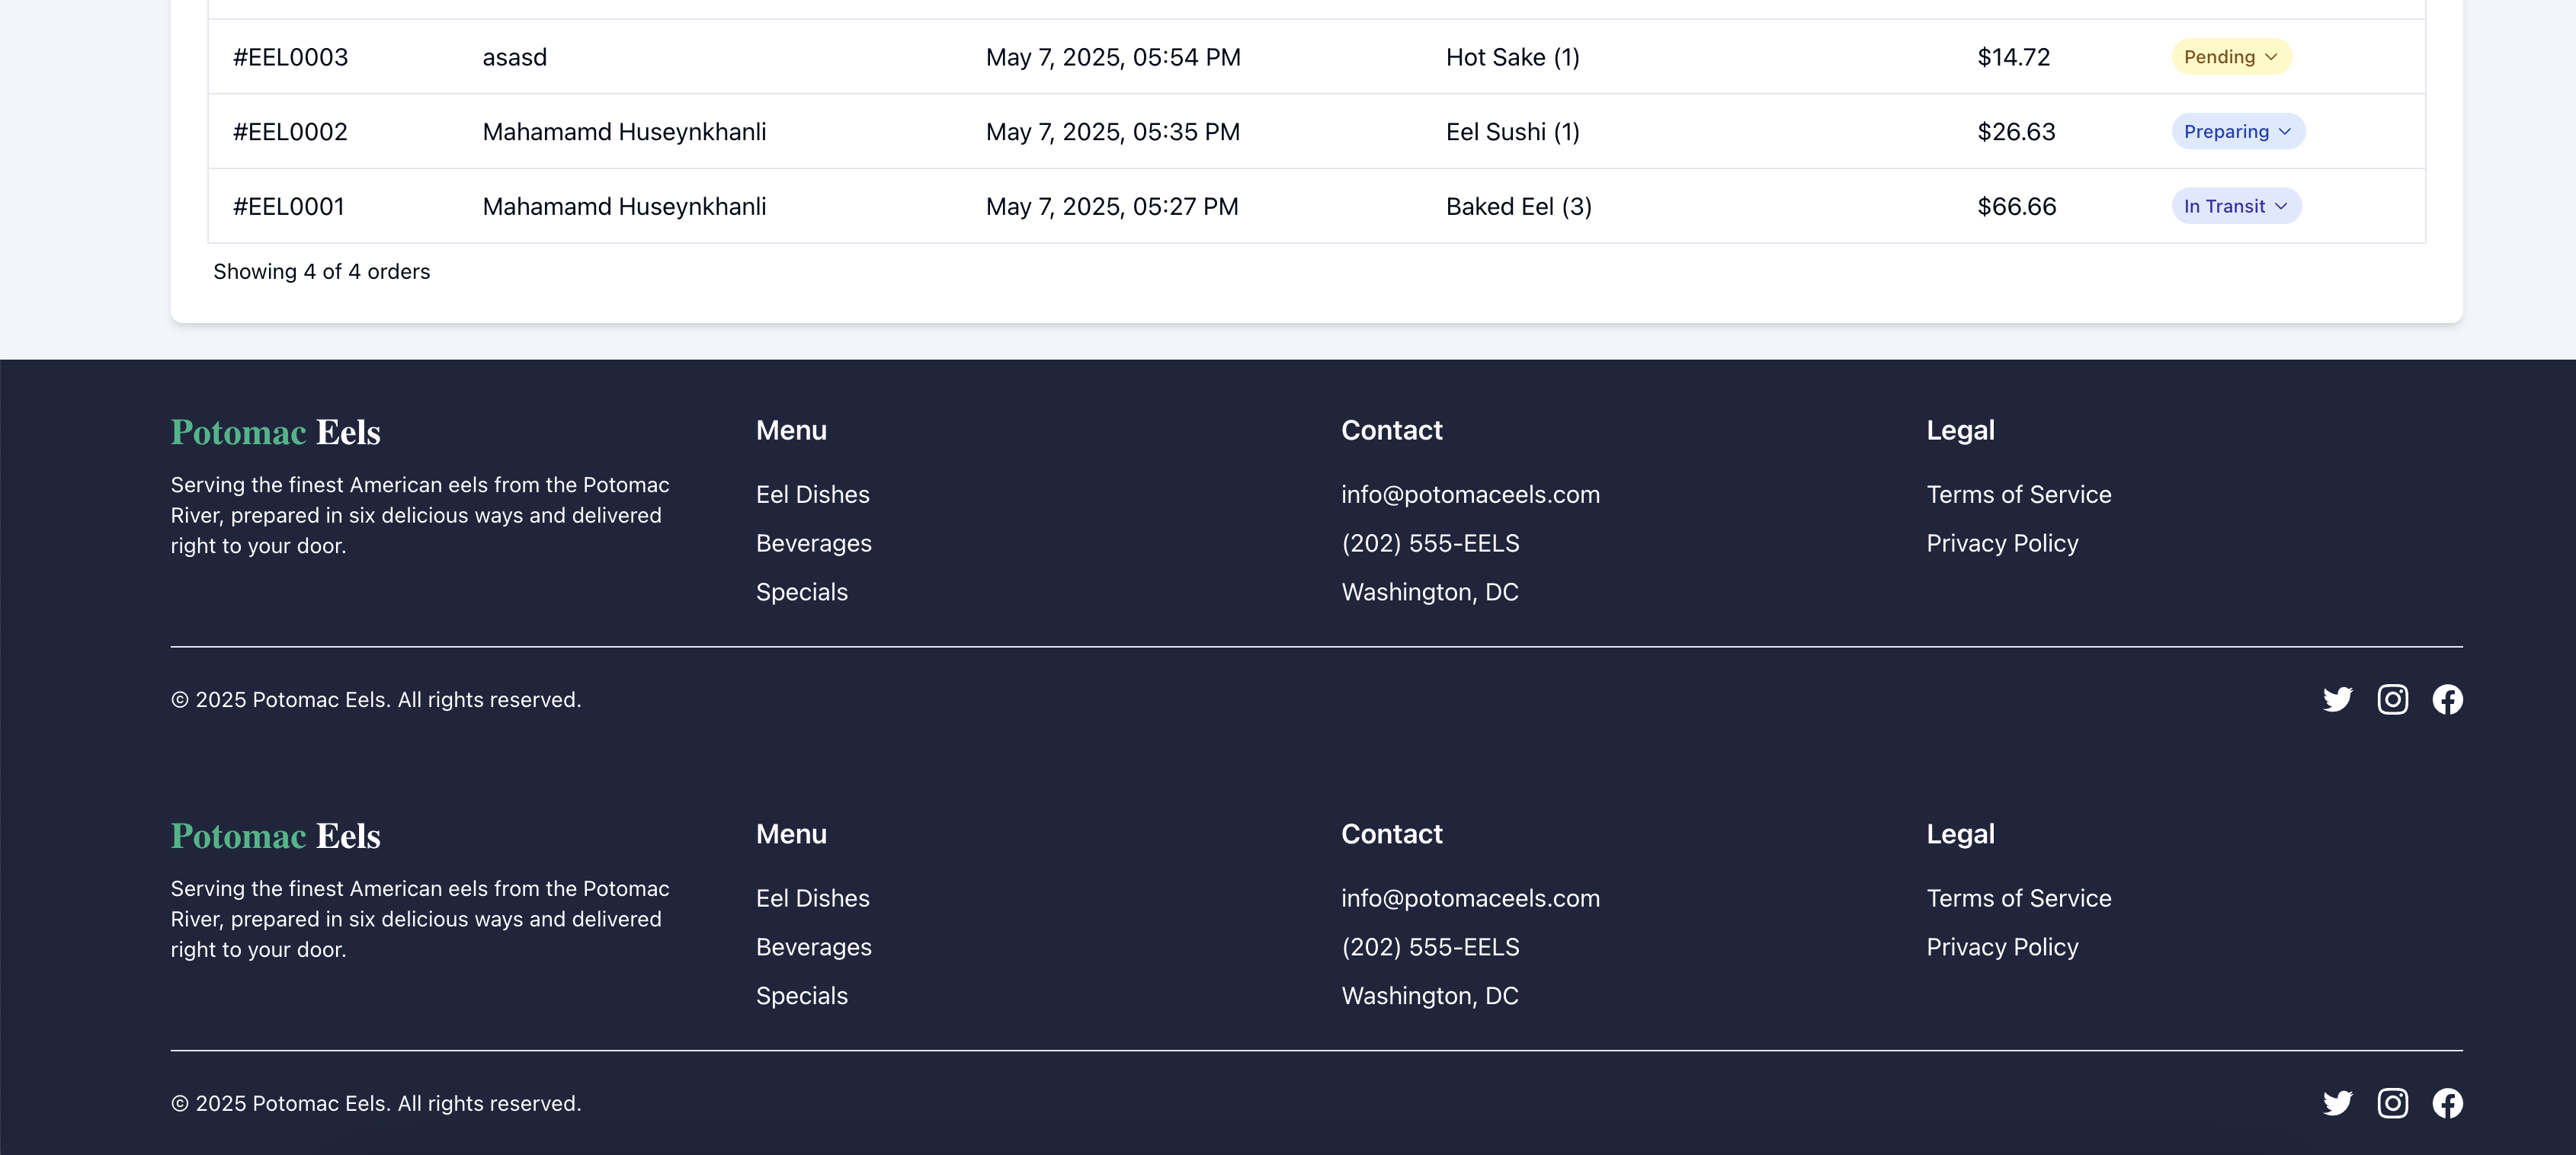 #EEL0003 asasd May 7, 2025, 05:54 PM Hot Sake (1) $14.72 Pending
#EEL0002 Mahamamd Huseynkhanli May 7, 2025, 05:35 PM Eel Sushi (1) $26.63 Preparing
#EEL0001 Mahamamd Huseynkhanli May 7, 2025, 05:27 PM Baked Eel (3) $66.66 In Transit
Showing 4 of 4 orders
Potomac Eels
Serving the finest American eels from the Potomac
River, prepared in six delicious ways and delivered
right to your door.
Menu
Eel Dishes
Beverages
Specials
Contact
info@potomaceels.com
(202) 555-EELS
Washington, DC
Legal
Terms of Service
Privacy Policy
© 2025 Potomac Eels. All rights reserved.
Potomac Eels
Serving the finest American eels from the Potomac
River, prepared in six delicious ways and delivered
right to your door.
Menu
Eel Dishes
Beverages
Specials
Contact
info@potomaceels.com
(202) 555-EELS
Washington, DC
Legal
Terms of Service
Privacy Policy
© 2025 Potomac Eels. All rights reserved.